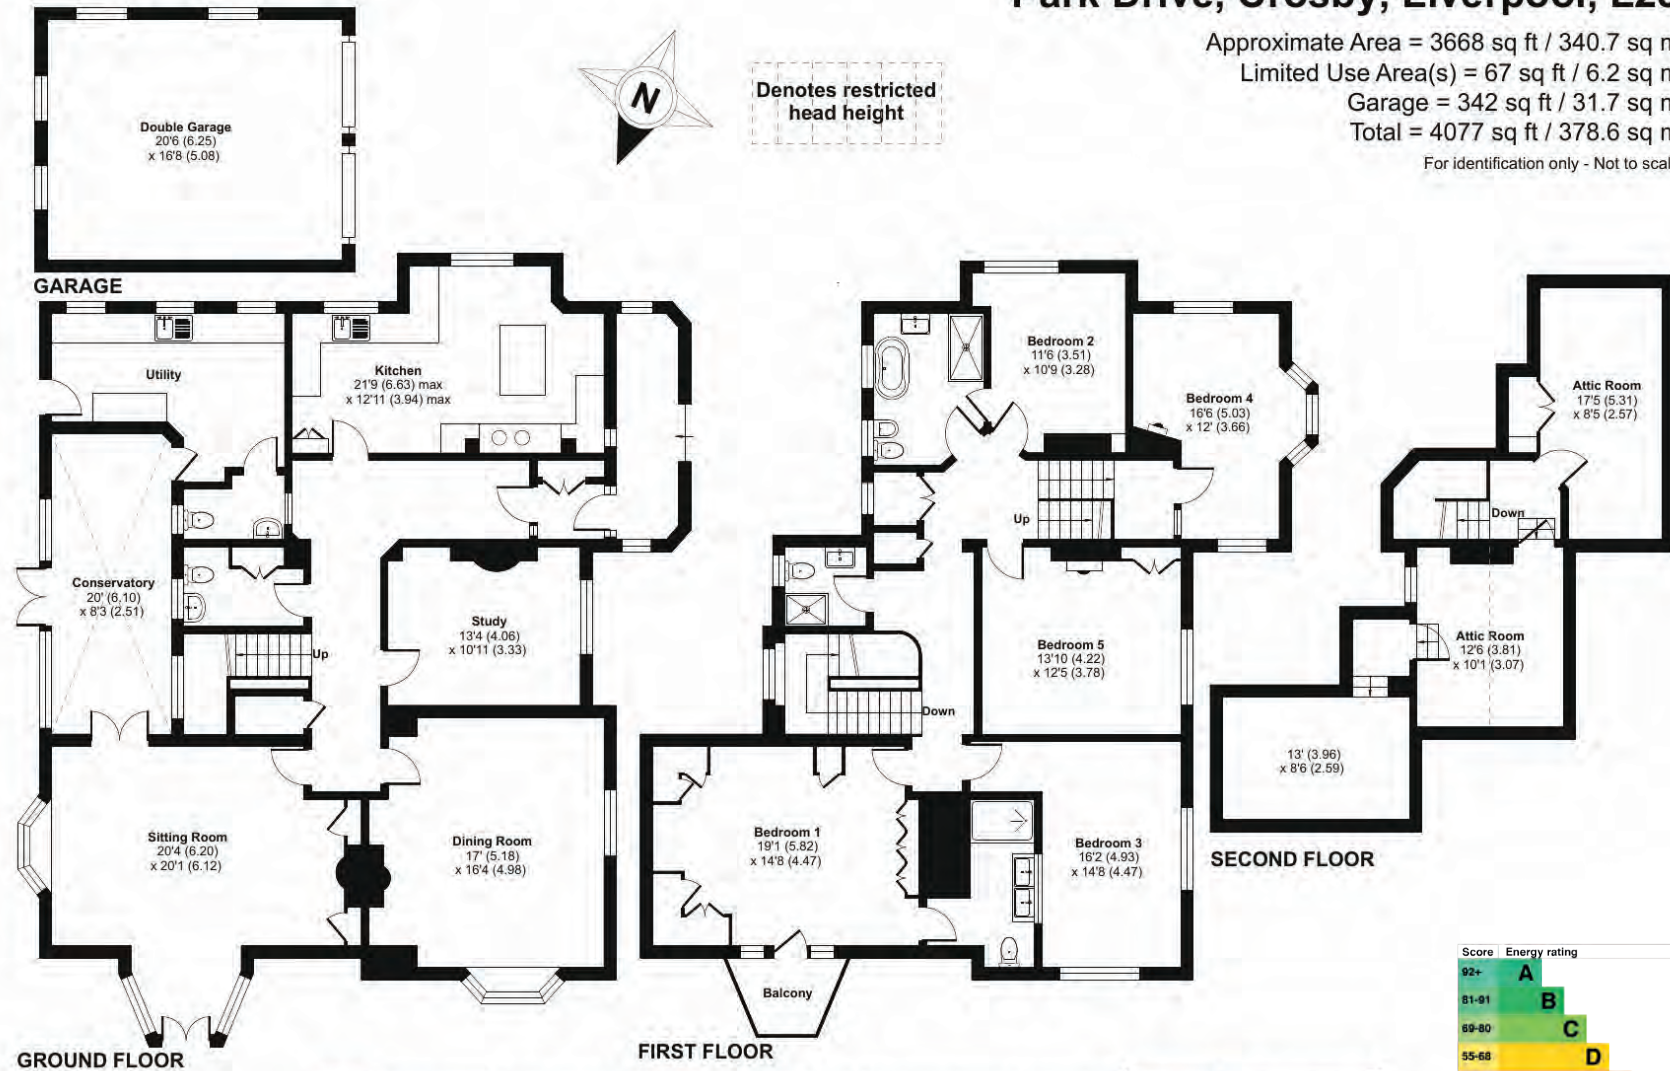 Park Drive, Crosby, Liverpool,
Approximate Area = 3668 sq ft / 340.7 sq
Limited Use Area(s) = 67 sq ft / 6.2 sq
Garage = 342 sq ft / 31.7 sq
Total = 4077 sq ft / 378.6 sq
For identification only - Not to
N
Denotes restricted
head height
Double Garage
20'6 (6.25)
x 16'8 (5.08)
GARAGE
Utility
Kitchen
21'9 (6.63) max
x 12'11 (3.94) max
Conservatory
20' (6.10)
x 8'3 (2.51)
Study
13'4 (4.06)
x 10'11 (3.33)
Up
Sitting Room
20'4 (6.20)
x 20'1 (6.12)
Dining Room
17' (5.18)
x 16'4 (4.98)
GROUND FLOOR
Bedroom 2
11'6 (3.51)
x 10'9 (3.28)
Bedroom 4
16'6 (5.03)
x 12' (3.66)
Up
Bedroom 5
13'10 (4.22)
x 12'5 (3.78)
Down
Bedroom 1
19'1 (5.82)
x 14'8 (4.47)
Bedroom 3
16'2 (4.93)
x 14'8 (4.47)
Balcony
FIRST FLOOR
Attic Room
17'5 (5.31)
x 8'5 (2.57)
Down
Attic Room
12'6 (3.81)
x 10'1 (3.07)
13' (3.96)
x 8'6 (2.59)
SECOND FLOOR
Score Energy rating
92+ A
81-91 B
69-80 C
55-68 D